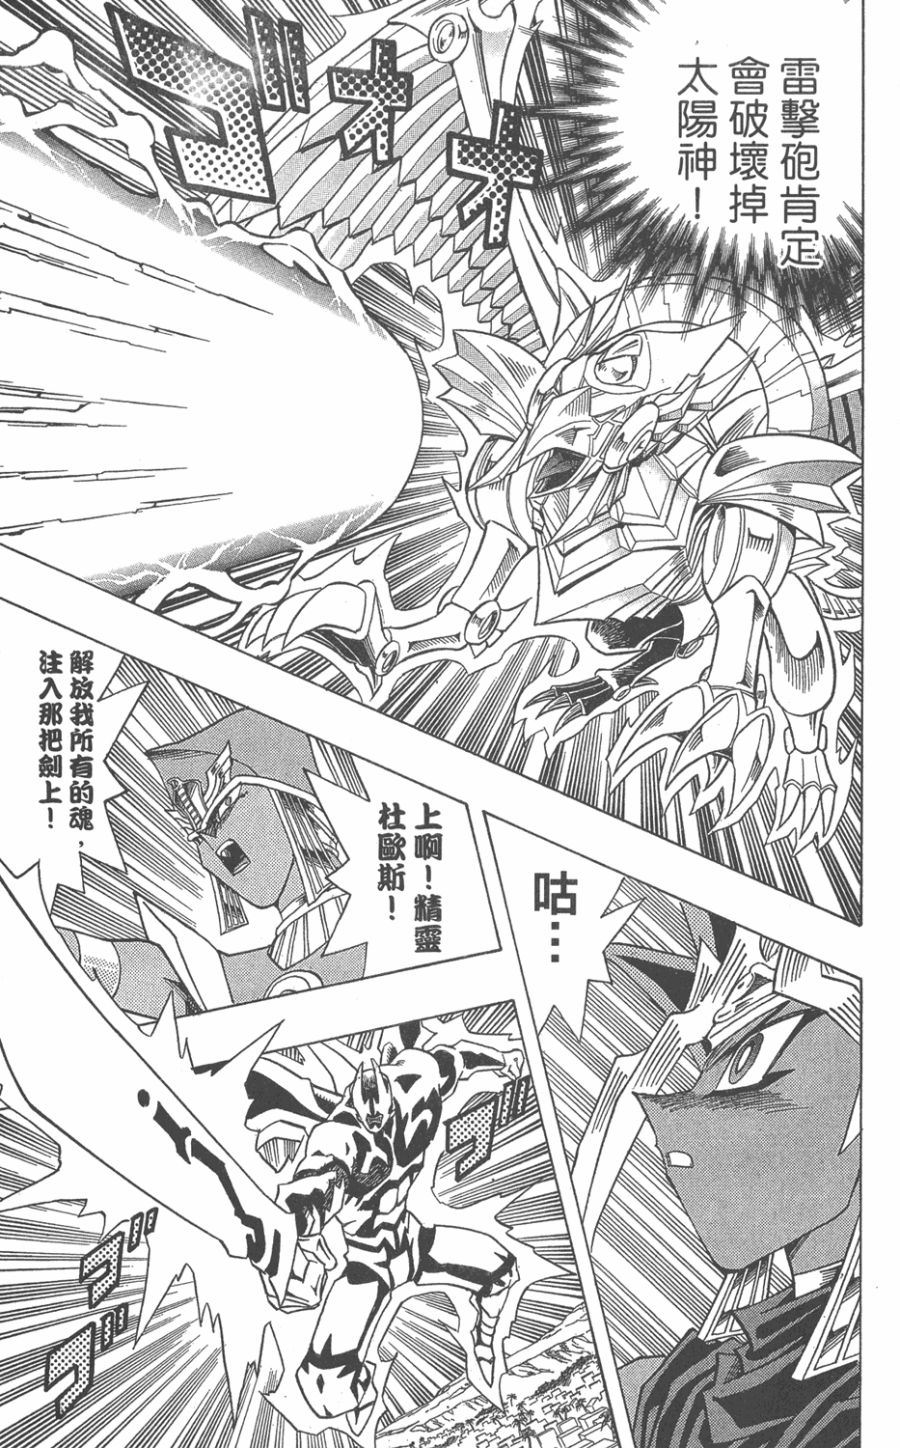 雷擊砲肯定
會破壞掉
太陽神！
ゴオオ
咕…
上啊！精靈
杜歐斯！
解放我所有的魂，
注入那把劍上！
ゴ
ゴ
ゴ